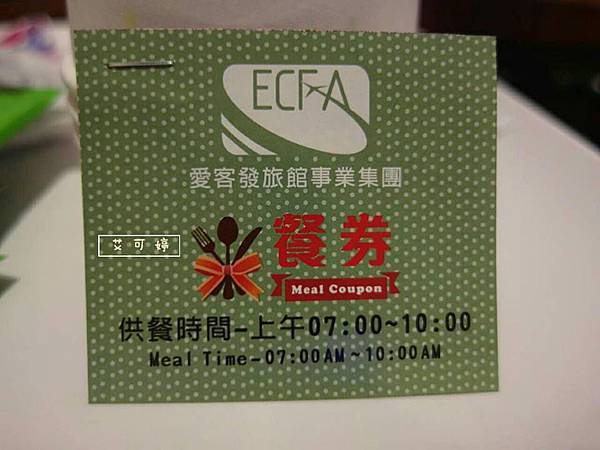 ECFA
愛客發旅館事業集團
艾可婷
餐券
Meal Coupon
供餐時間-上午07:00~10:00
Meal Time-07:00AM~10:00AM